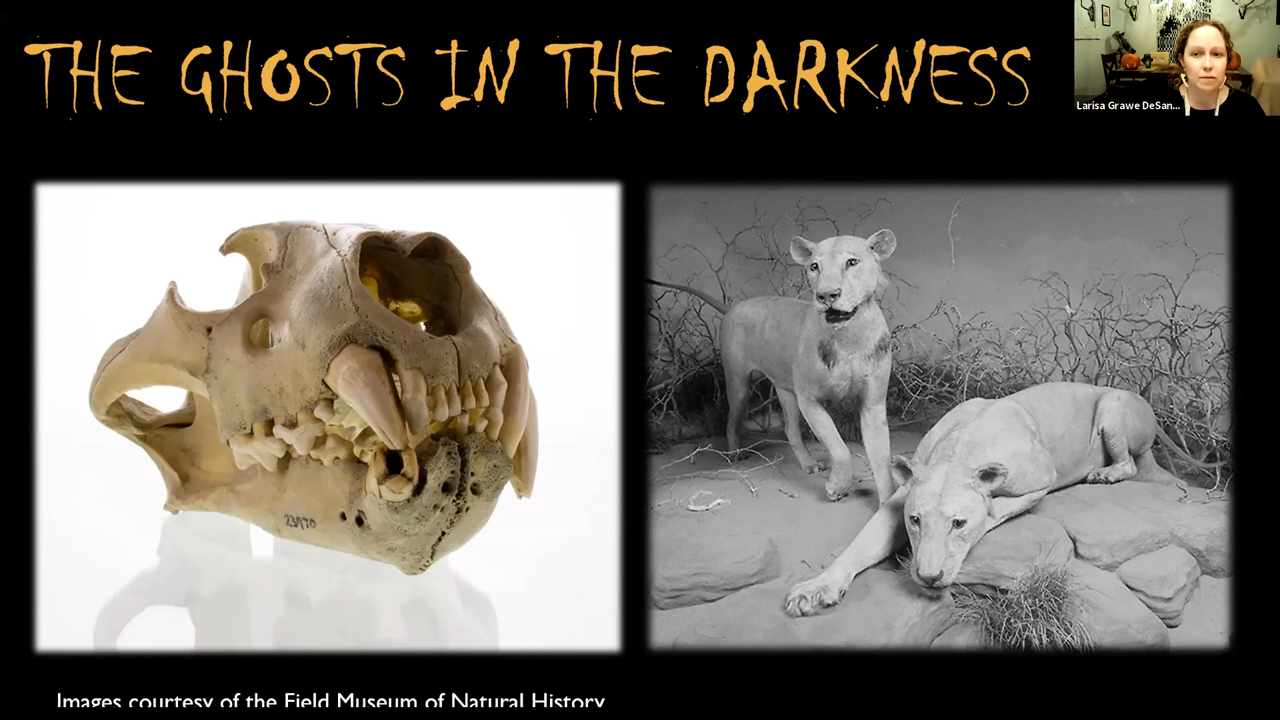 THE GHOSTS IN THE DARKNESS
Larisa Grawe DeSan...
23970
Images courtesy of the Field Museum of Natural History